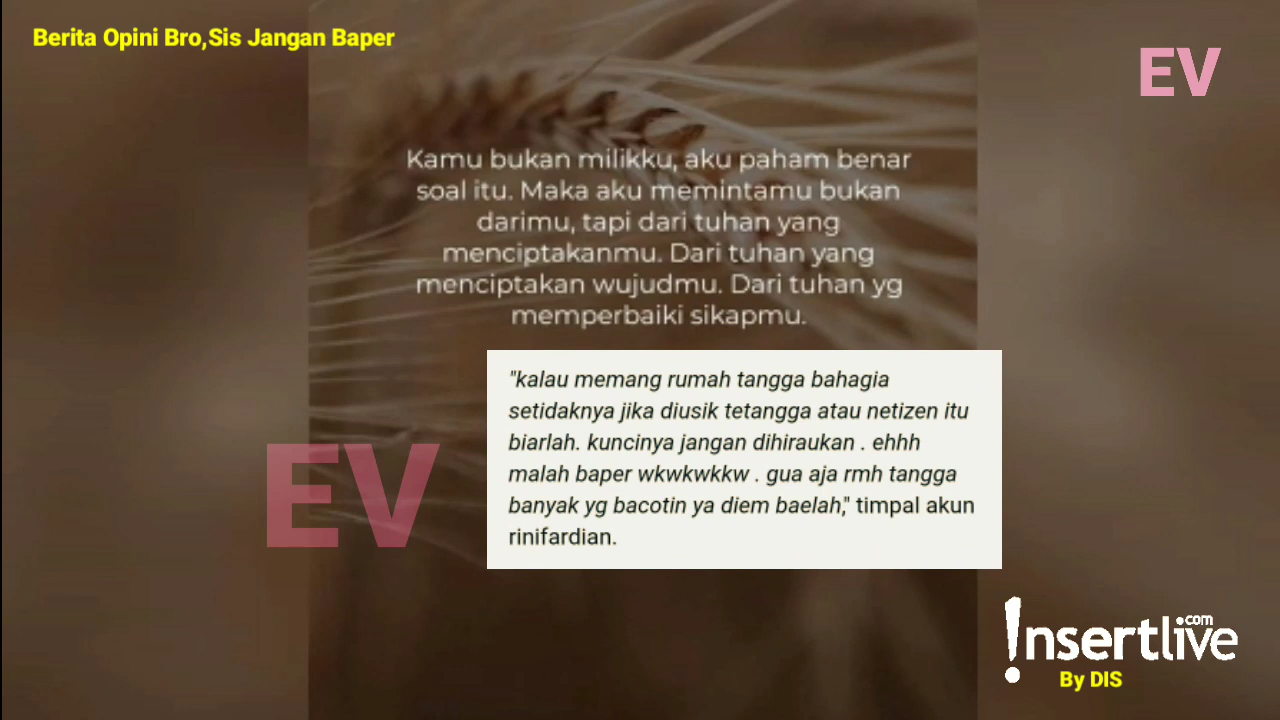 Berita Opini Bro,Sis Jangan Baper
EV
Kamu bukan milikku, aku paham benar
soal itu. Maka aku memintamu bukan
darimu, tapi dari tuhan yang
menciptakanmu. Dari tuhan yang
menciptakan wujudmu. Dari tuhan yg
memperbaiki sikapmu.
"kalau memang rumah tangga bahagia
setidaknya jika diusik tetangga atau netizen itu
biarlah. kuncinya jangan dihiraukan . ehhh
malah baper wkwkwkkw . gua aja rmh tangga
banyak yg bacotin ya diem baelah," timpal akun
rinifardian.
EV
!nsertlive.com
By DIS